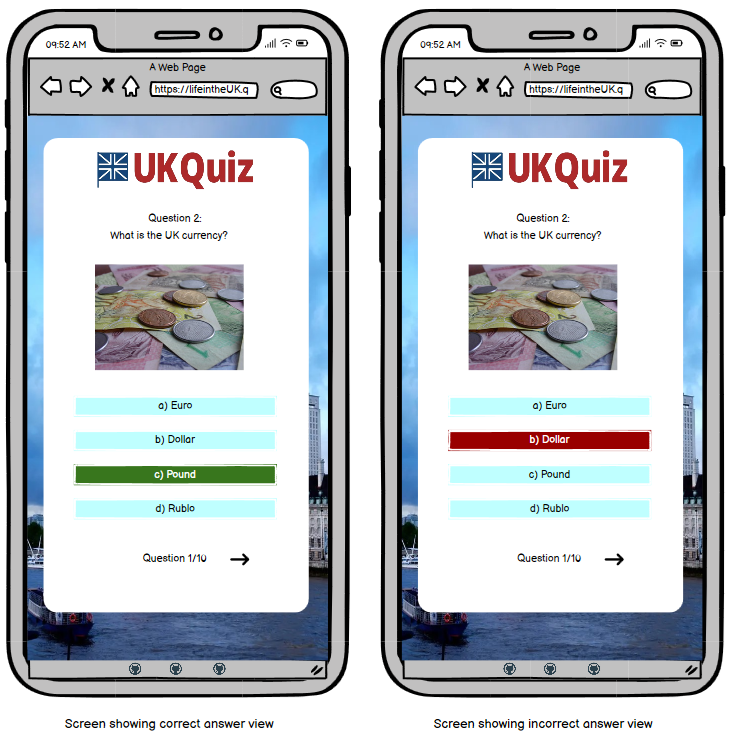 09:52 AM
A Web Page
https://lifeintheUK.q
UKQuiz
Question 2:
What is the UK currency?
a) Euro
b) Dollar
c) Pound
d) Rublo
Question 1/10
Screen showing correct answer view
09:52 AM
A Web Page
https://lifeintheUK.q
UKQuiz
Question 2:
What is the UK currency?
a) Euro
b) Dollar
c) Pound
d) Rublo
Question 1/10
Screen showing incorrect answer view